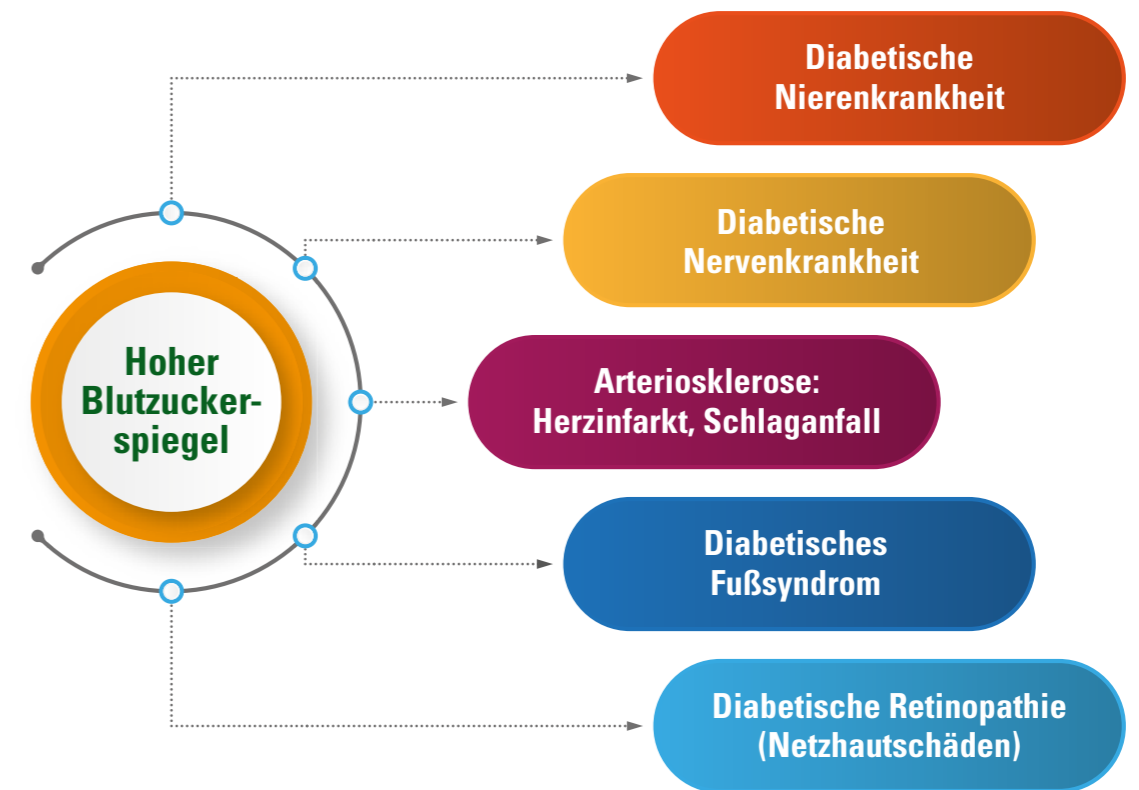 Diabetische
Nierenkrankheit
Diabetische
Nervenkrankheit
Hoher
Blutzucker-
spiegel
Arteriosklerose:
Herzinfarkt, Schlaganfall
Diabetisches
Fußsyndrom
Diabetische Retinopathie
(Netzhautschäden)